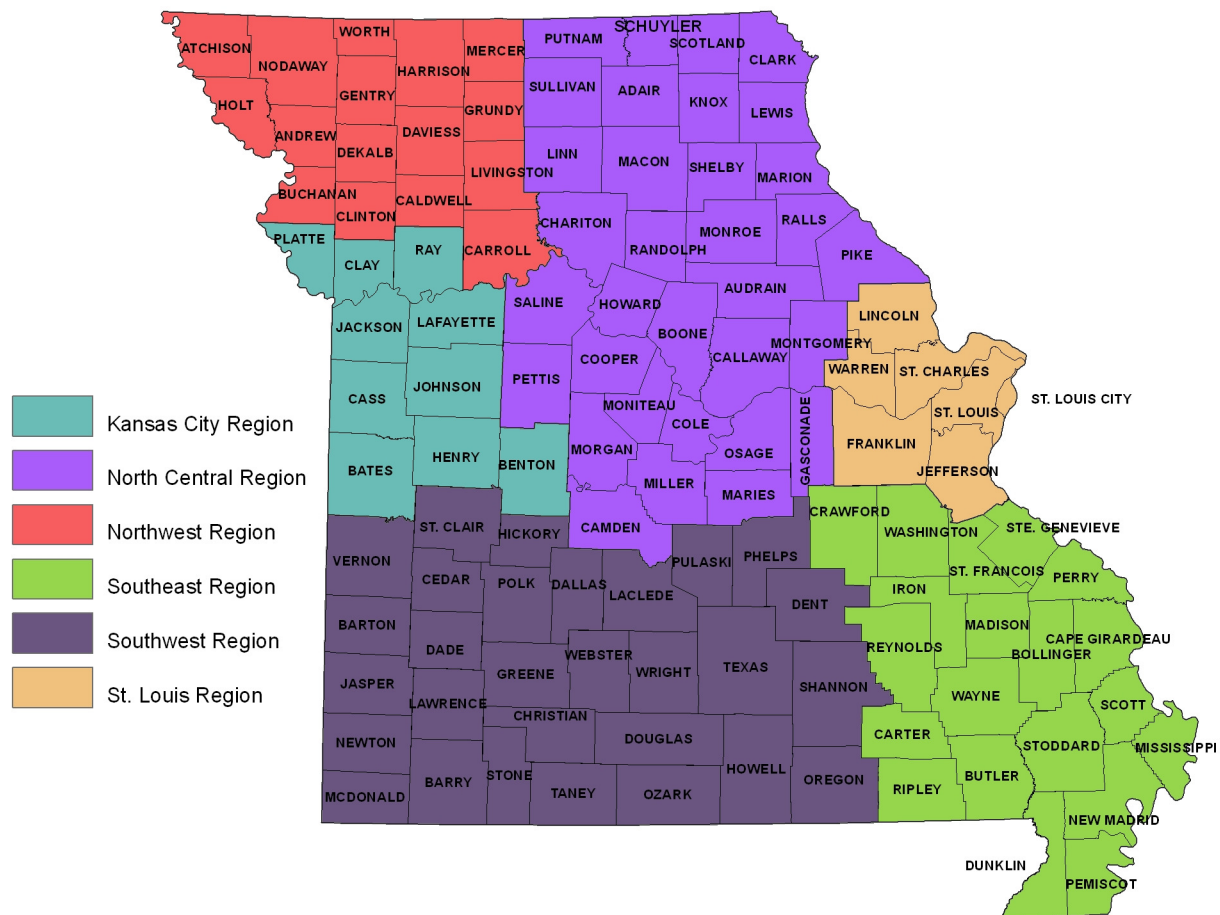 SCHUYLER
WORTH
PUTNAM
SCOTLAND
ATCHISON
MERCER
NODAWAY
HARRISON
CLARK
SULLIVAN
ADAIR
GENTRY
HOLT
KNOX
GRUNDY
LEWIS
ANDREW
DAVIESS
DEKALB
LINN
MACON
SHELBY
LIVINGSTON
MARION
BUCHANAN
CALDWELL
CLINTON
CHARITON
RALLS
MONROE
PLATTE
RAY
CARROLL
RANDOLPH
PIKE
CLAY
AUDRAIN
SALINE
HOWARD
LINCOLN
JACKSON
LAFAYETTE
BOONE
MONTGOMERY
COOPER
CALLAWAY
WARREN
ST. CHARLES
PETTIS
JOHNSON
CASS
MONITEAU
ST. LOUIS CITY
ST. LOUIS
COLE
GASCONADE
FRANKLIN
MORGAN
OSAGE
HENRY
BENTON
BATES
JEFFERSON
MILLER
MARIES
CRAWFORD
ST. CLAIR
CAMDEN
STE. GENEVIEVE
HICKORY
WASHINGTON
VERNON
PULASKI
PHELPS
ST. FRANCOIS
CEDAR
POLK
DALLAS
PERRY
LACLEDE
IRON
DENT
BARTON
MADISON
CAPE GIRARDEAU
DADE
REYNOLDS
WEBSTER
BOLLINGER
TEXAS
GREENE
WRIGHT
JASPER
SHANNON
WAYNE
LAWRENCE
SCOTT
CHRISTIAN
CARTER
DOUGLAS
NEWTON
STODDARD
MISSISSIPPI
HOWELL
STONE
BUTLER
BARRY
OREGON
RIPLEY
TANEY
OZARK
MCDONALD
NEW MADRID
DUNKLIN
PEMISCOT
Kansas City Region
North Central Region
Northwest Region
Southeast Region
Southwest Region
St. Louis Region